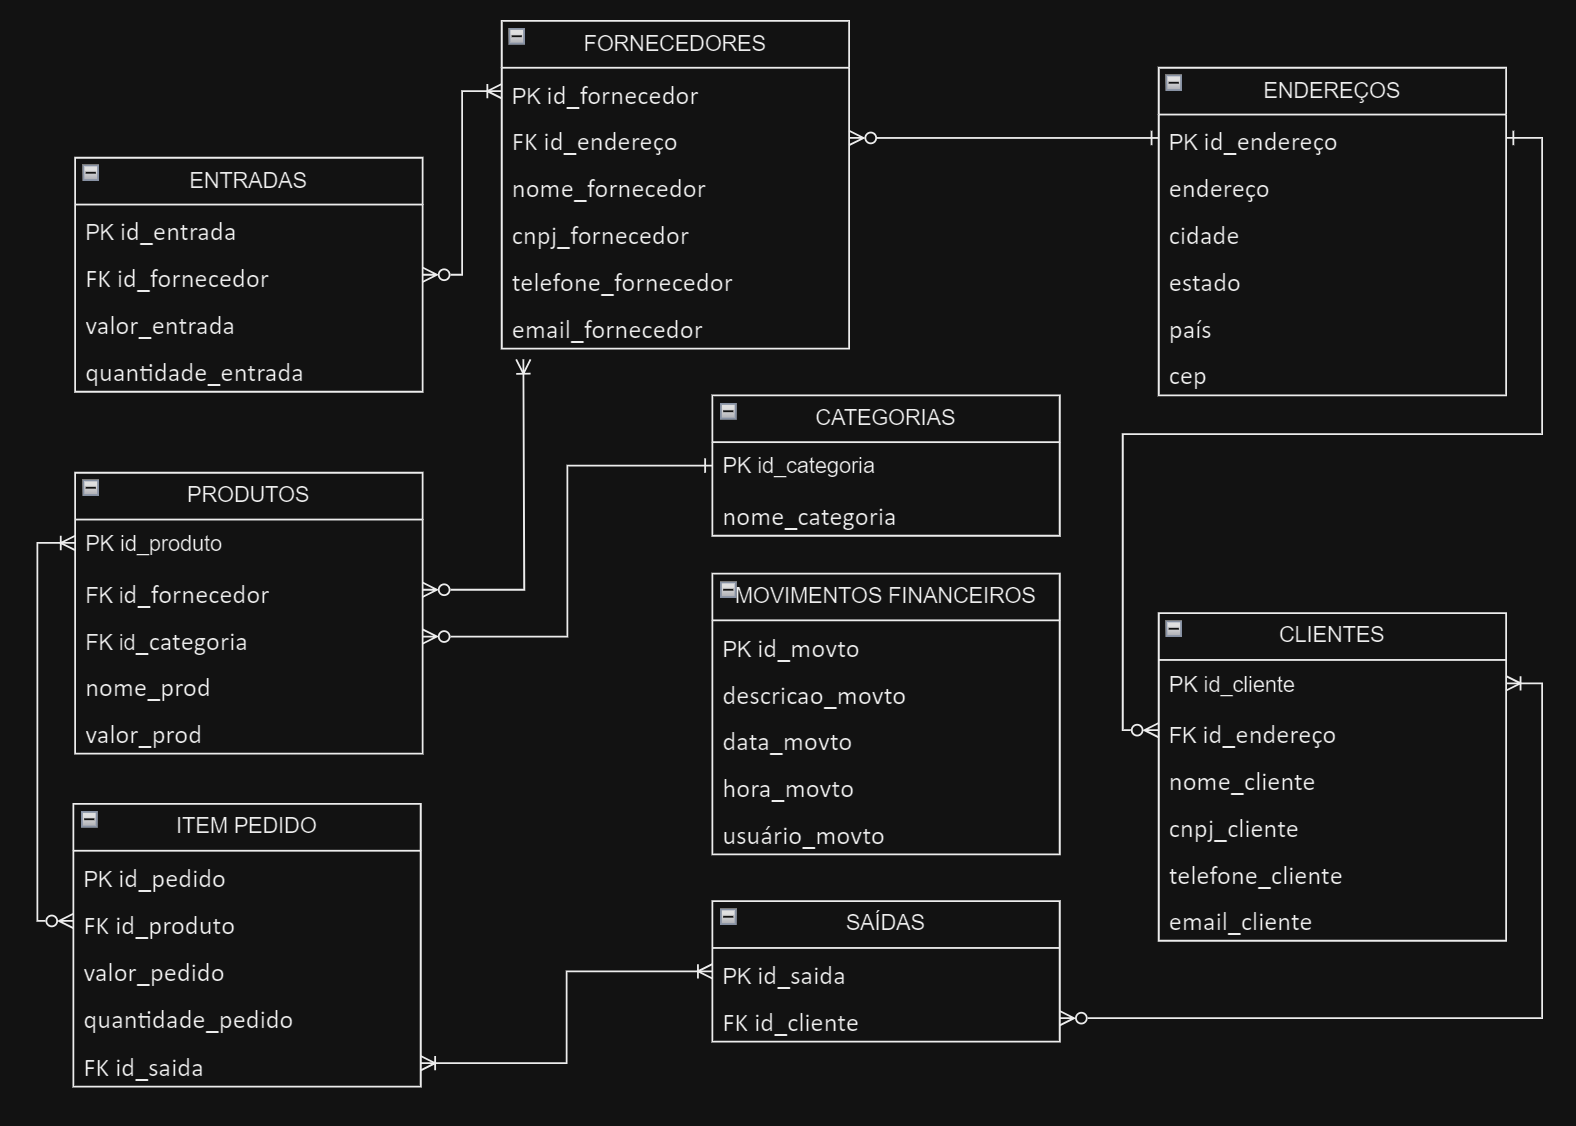 FORNECEDORES
PK id_fornecedor
FK id_endereço
nome_fornecedor
cnpj_fornecedor
telefone_fornecedor
email_fornecedor
ENDEREÇOS
PK id_endereço
endereço
cidade
estado
país
cep
ENTRADAS
PK id_entrada
FK id_fornecedor
valor_entrada
quantidade_entrada
CATEGORIAS
PK id_categoria
nome_categoria
PRODUTOS
PK id_produto
FK id_fornecedor
FK id_categoria
nome_prod
valor_prod
MOVIMENTOS FINANCEIROS
PK id_movto
descricao_movto
data_movto
hora_movto
usuário_movto
CLIENTES
PK id_cliente
FK id_endereço
nome_cliente
cnpj_cliente
telefone_cliente
email_cliente
ITEM PEDIDO
PK id_pedido
FK id_produto
valor_pedido
quantidade_pedido
FK id_saida
SAÍDAS
PK id_saida
FK id_cliente